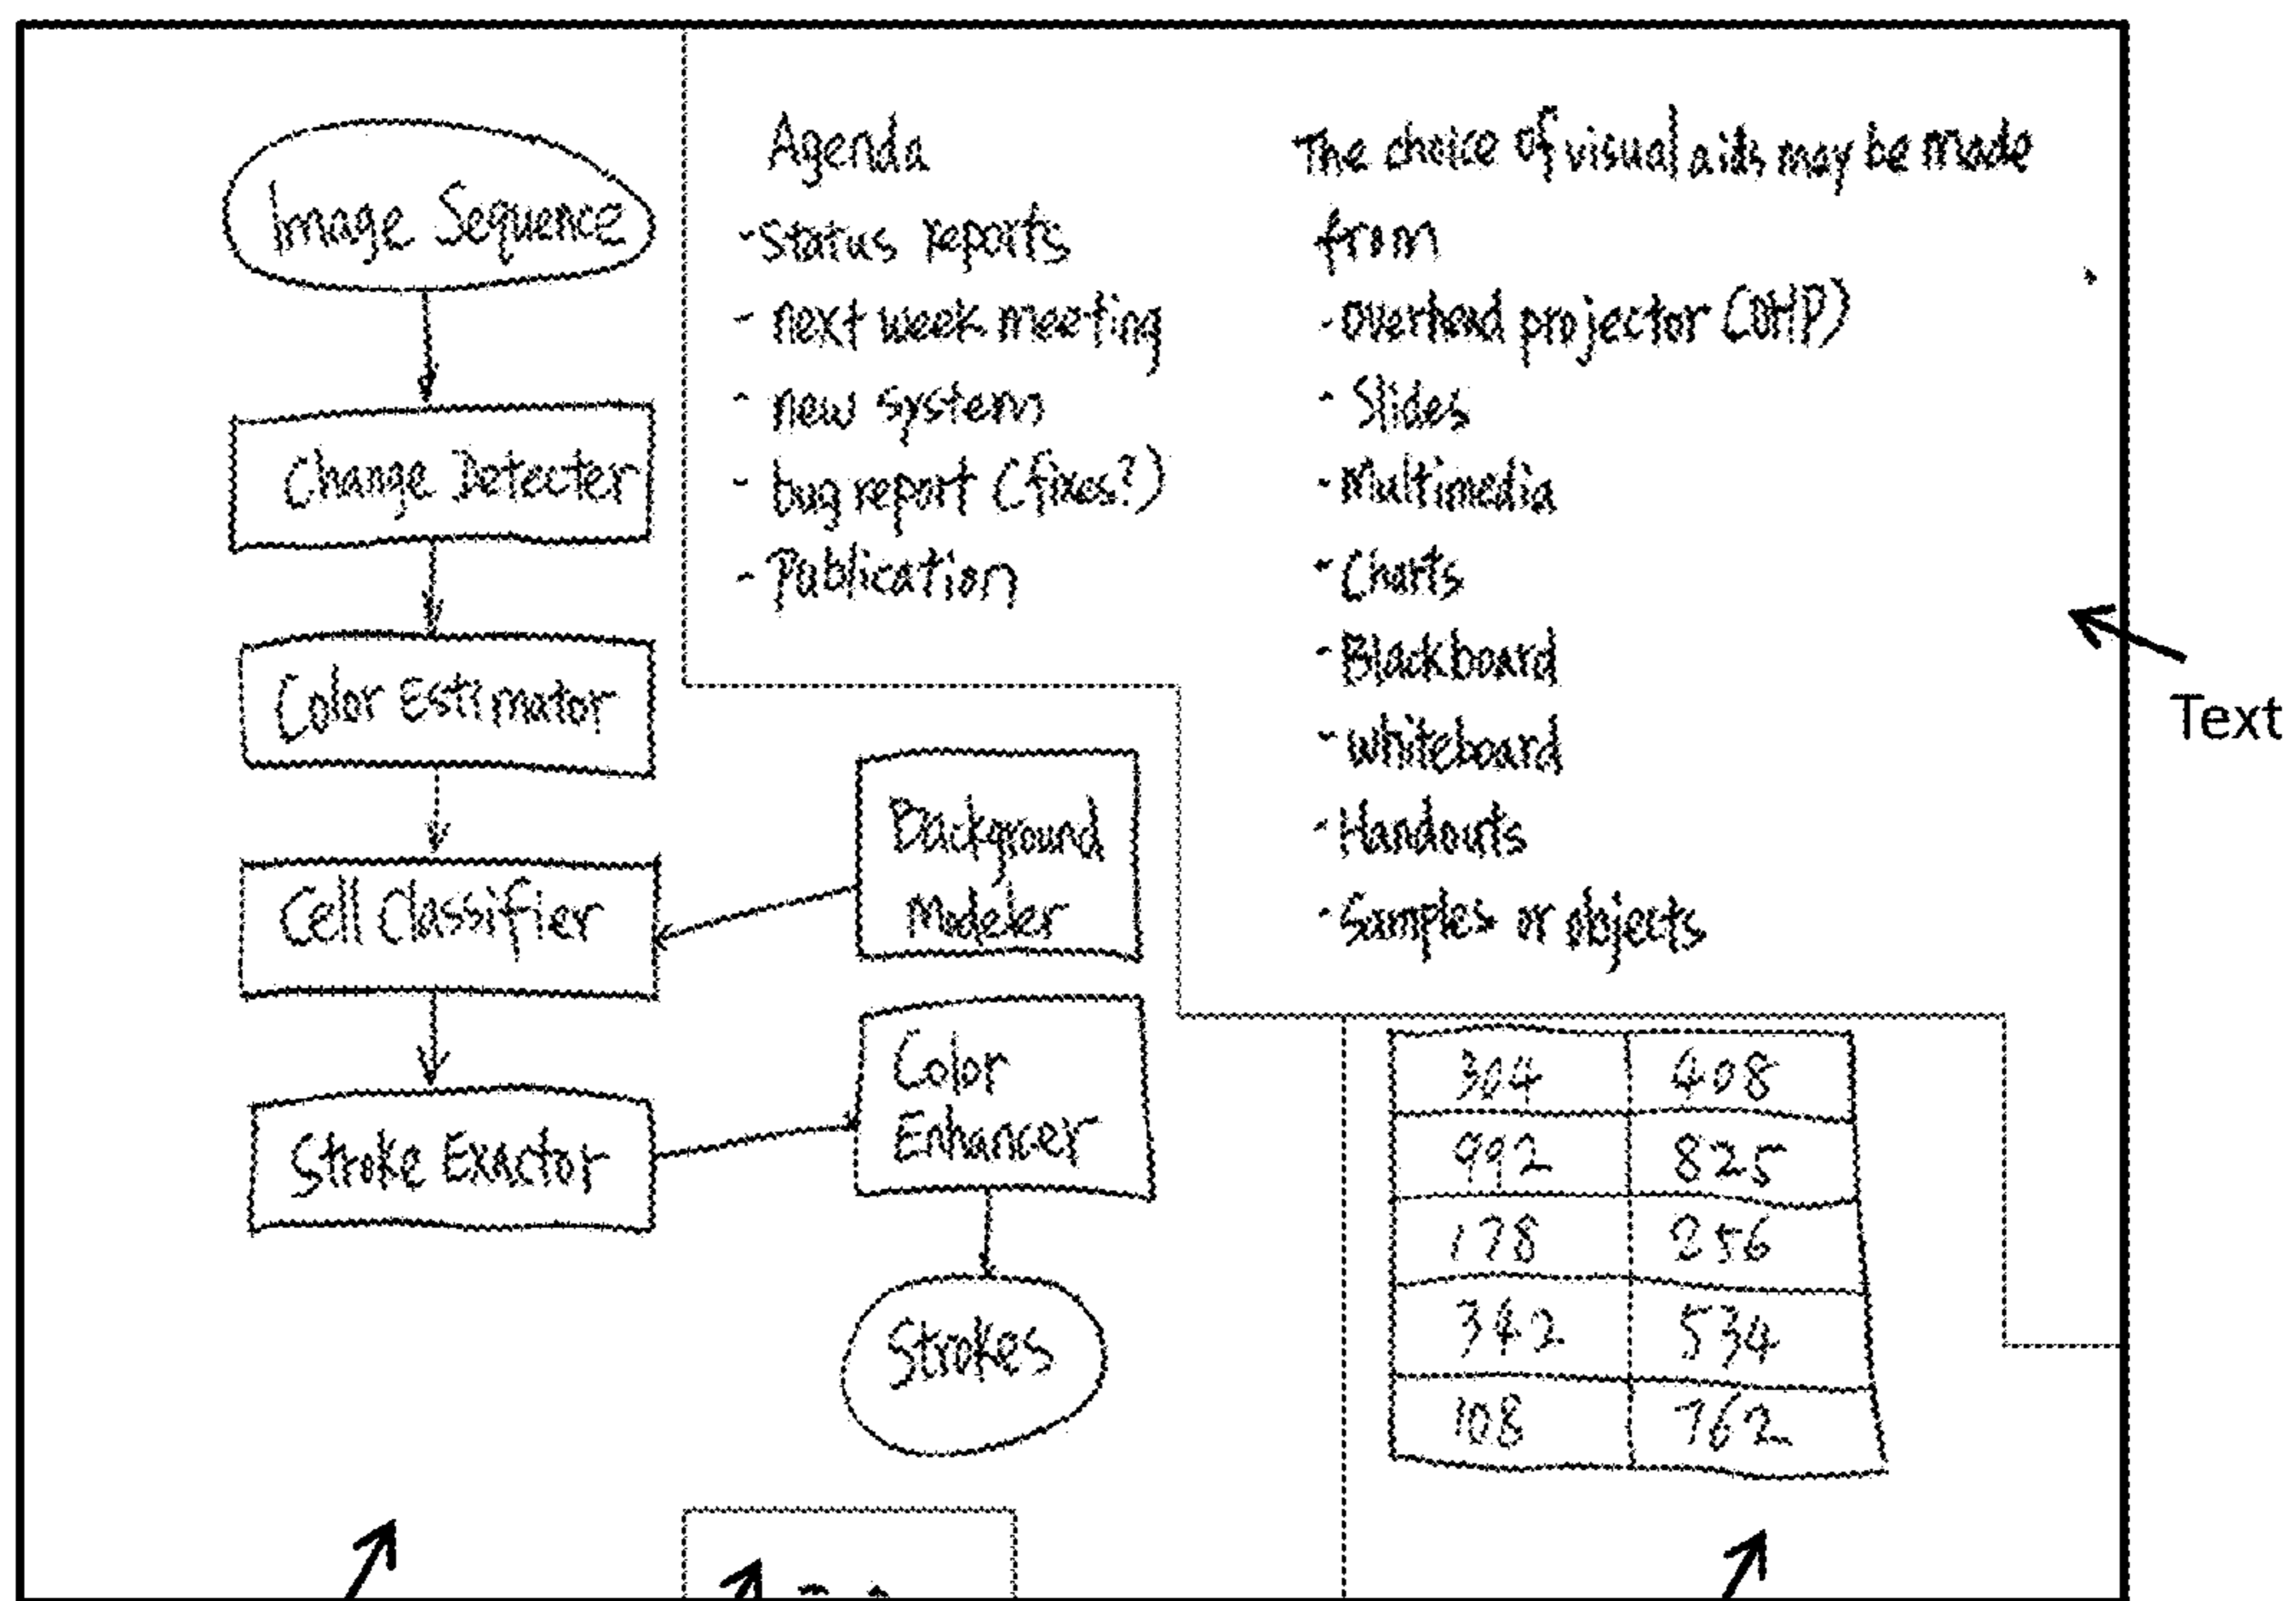 Image Sequence
Change Detecter
Color Estimator
Cell Classifier
Stroke Exactor
Background
Modeler
Color
Enhancer
Strokes
Agenda
-Status reports
- next week meeting
- new system
- bug report (fixes?)
- Publication
The choice of visual aids may be made
from
-overhead projector (OHP)
- Slides
-Multimedia
-Charts
-Blackboard
-whiteboard
-Handouts
-Samples or objects
304 408
992 825
178 256
342 534
108 762
Text